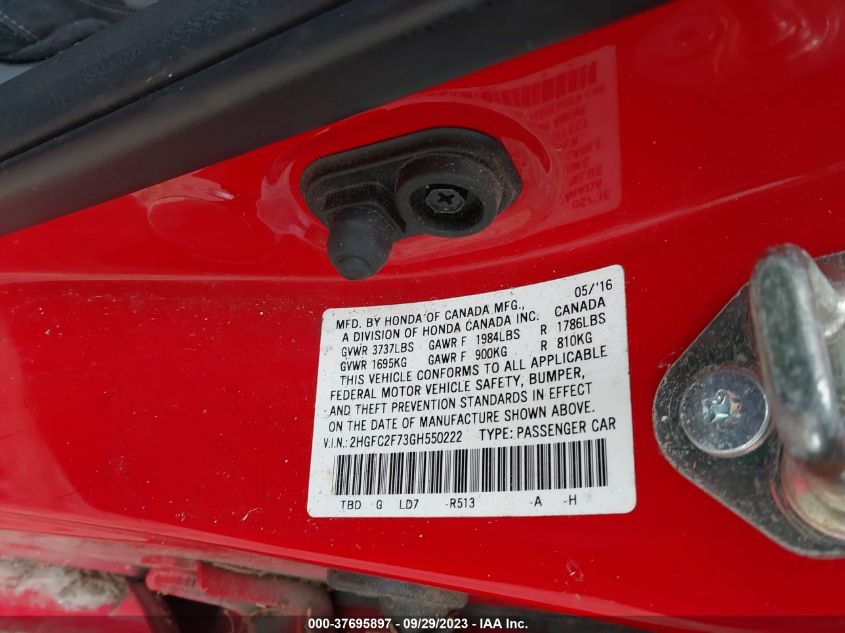 MFD. BY HONDA OF CANADA MFG., 05/'16
A DIVISION OF HONDA CANADA INC. CANADA
GVWR 3737LBS GAWR F 1984LBS R 1786LBS
GVWR 1695KG GAWR F 900KG R 810KG
THIS VEHICLE CONFORMS TO ALL APPLICABLE
FEDERAL MOTOR VEHICLE SAFETY, BUMPER,
AND THEFT PREVENTION STANDARDS IN EFFECT
ON THE DATE OF MANUFACTURE SHOWN ABOVE.
V.I.N.: 2HGFC2F73GH550222 TYPE: PASSENGER CAR
TBD G LD7 -R513 -A -H
000-37695897 - 09/29/2023 - IAA Inc.